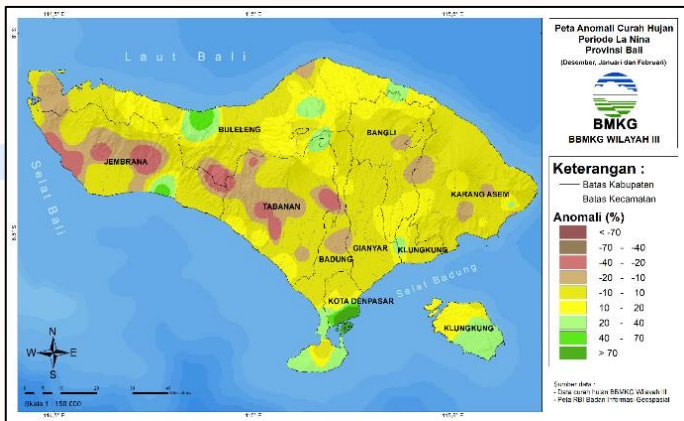 Peta Anomali Curah Hujan
Periode La Nina
Provinsi Bali
(Desember, Januari dan Februari)
BMKG
BBMKG WILAYAH III
Keterangan :
Batas Kabupaten
Batas Kecamatan
Anomali (%)
< -70
-70 - -40
-40 - -20
-20 - -10
-10 - 10
10 - 20
20 - 40
40 - 70
> 70
Sumber data :
- Data curah hujan BBMKG Wilayah III
- Peta RBI Badan Informasi Geospasial
Laut Bali
BULELENG
BANGLI
JEMBRANA
Selat Bali
KARANG ASEM
TABANAN
GIANYAR
KLUNGKUNG
BADUNG
Selat Badung
KOTA DENPASAR
KLUNGKUNG
N
W
E
S